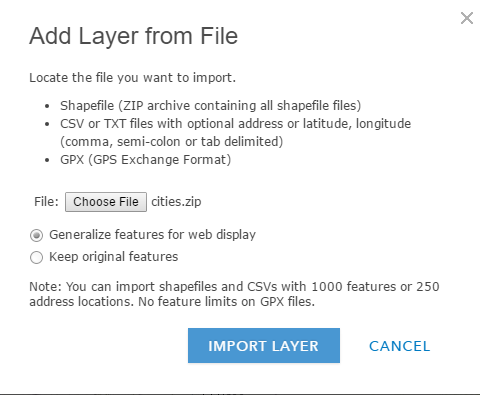 Add Layer from File
Locate the file you want to import.
• Shapefile (ZIP archive containing all shapefile files)
• CSV or TXT files with optional address or latitude, longitude
(comma, semi-colon or tab delimited)
• GPX (GPS Exchange Format)
File: Choose File cities.zip
Generalize features for web display
Keep original features
Note: You can import shapefiles and CSVs with 1000 features or 250
address locations. No feature limits on GPX files.
IMPORT LAYER CANCEL